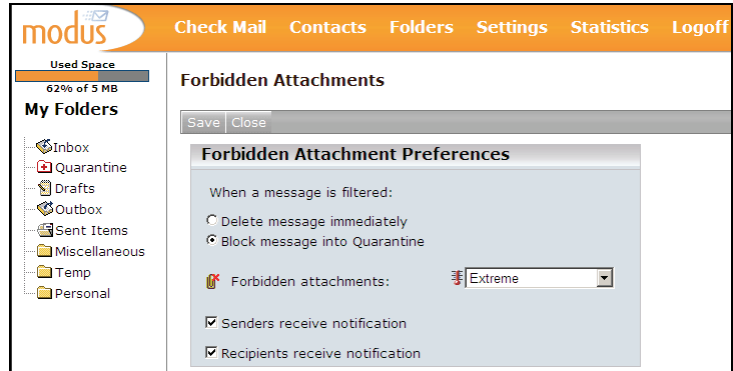 modus
Check Mail Contacts Folders Settings Statistics Logoff
Used Space
62% of 5 MB
My Folders
Inbox
Quarantine
Drafts
Outbox
Sent Items
Miscellaneous
Temp
Personal
Forbidden Attachments
Save Close
Forbidden Attachment Preferences
When a message is filtered:
Delete message immediately
Block message into Quarantine
Forbidden attachments: Extreme
Senders receive notification
Recipients receive notification